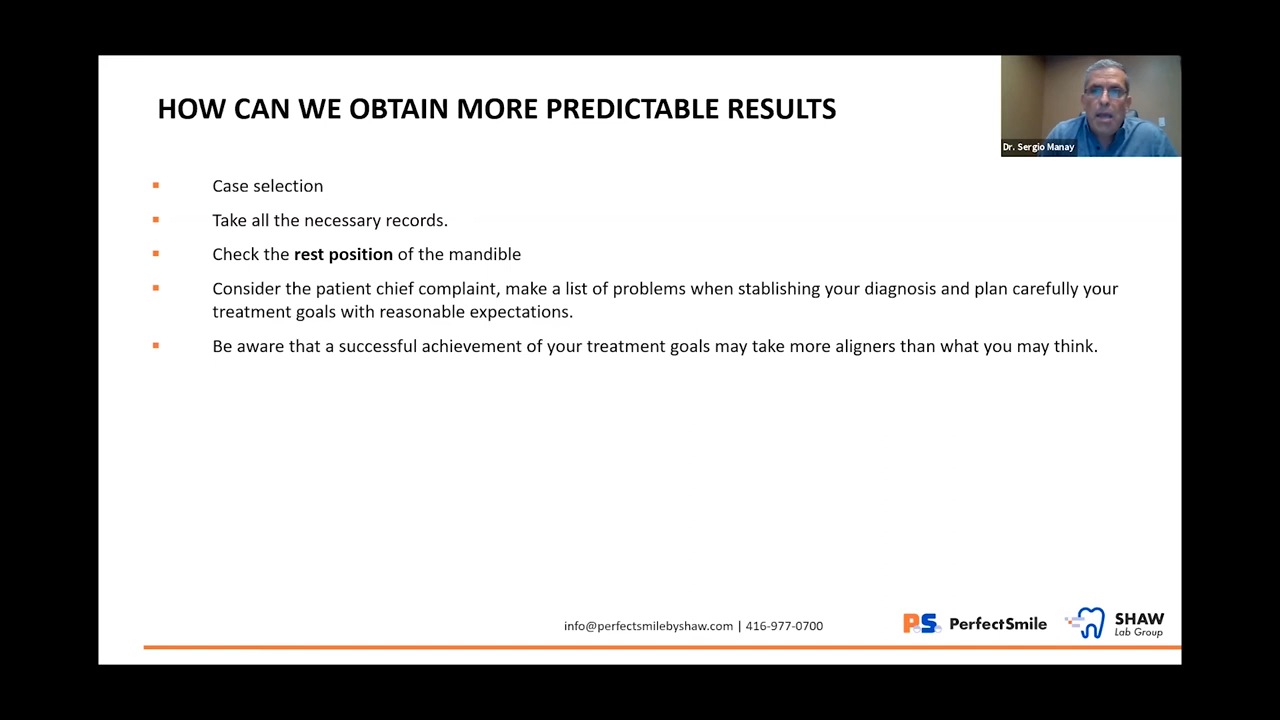 HOW CAN WE OBTAIN MORE PREDICTABLE RESULTS
Dr. Sergio Manay
Case selection
Take all the necessary records.
Check the rest position of the mandible
Consider the patient chief complaint, make a list of problems when stablishing your diagnosis and plan carefully your
treatment goals with reasonable expectations.
Be aware that a successful achievement of your treatment goals may take more aligners than what you may think.
info@perfectsmilebyshaw.com | 416-977-0700
PS PerfectSmile
SHAW
Lab Group